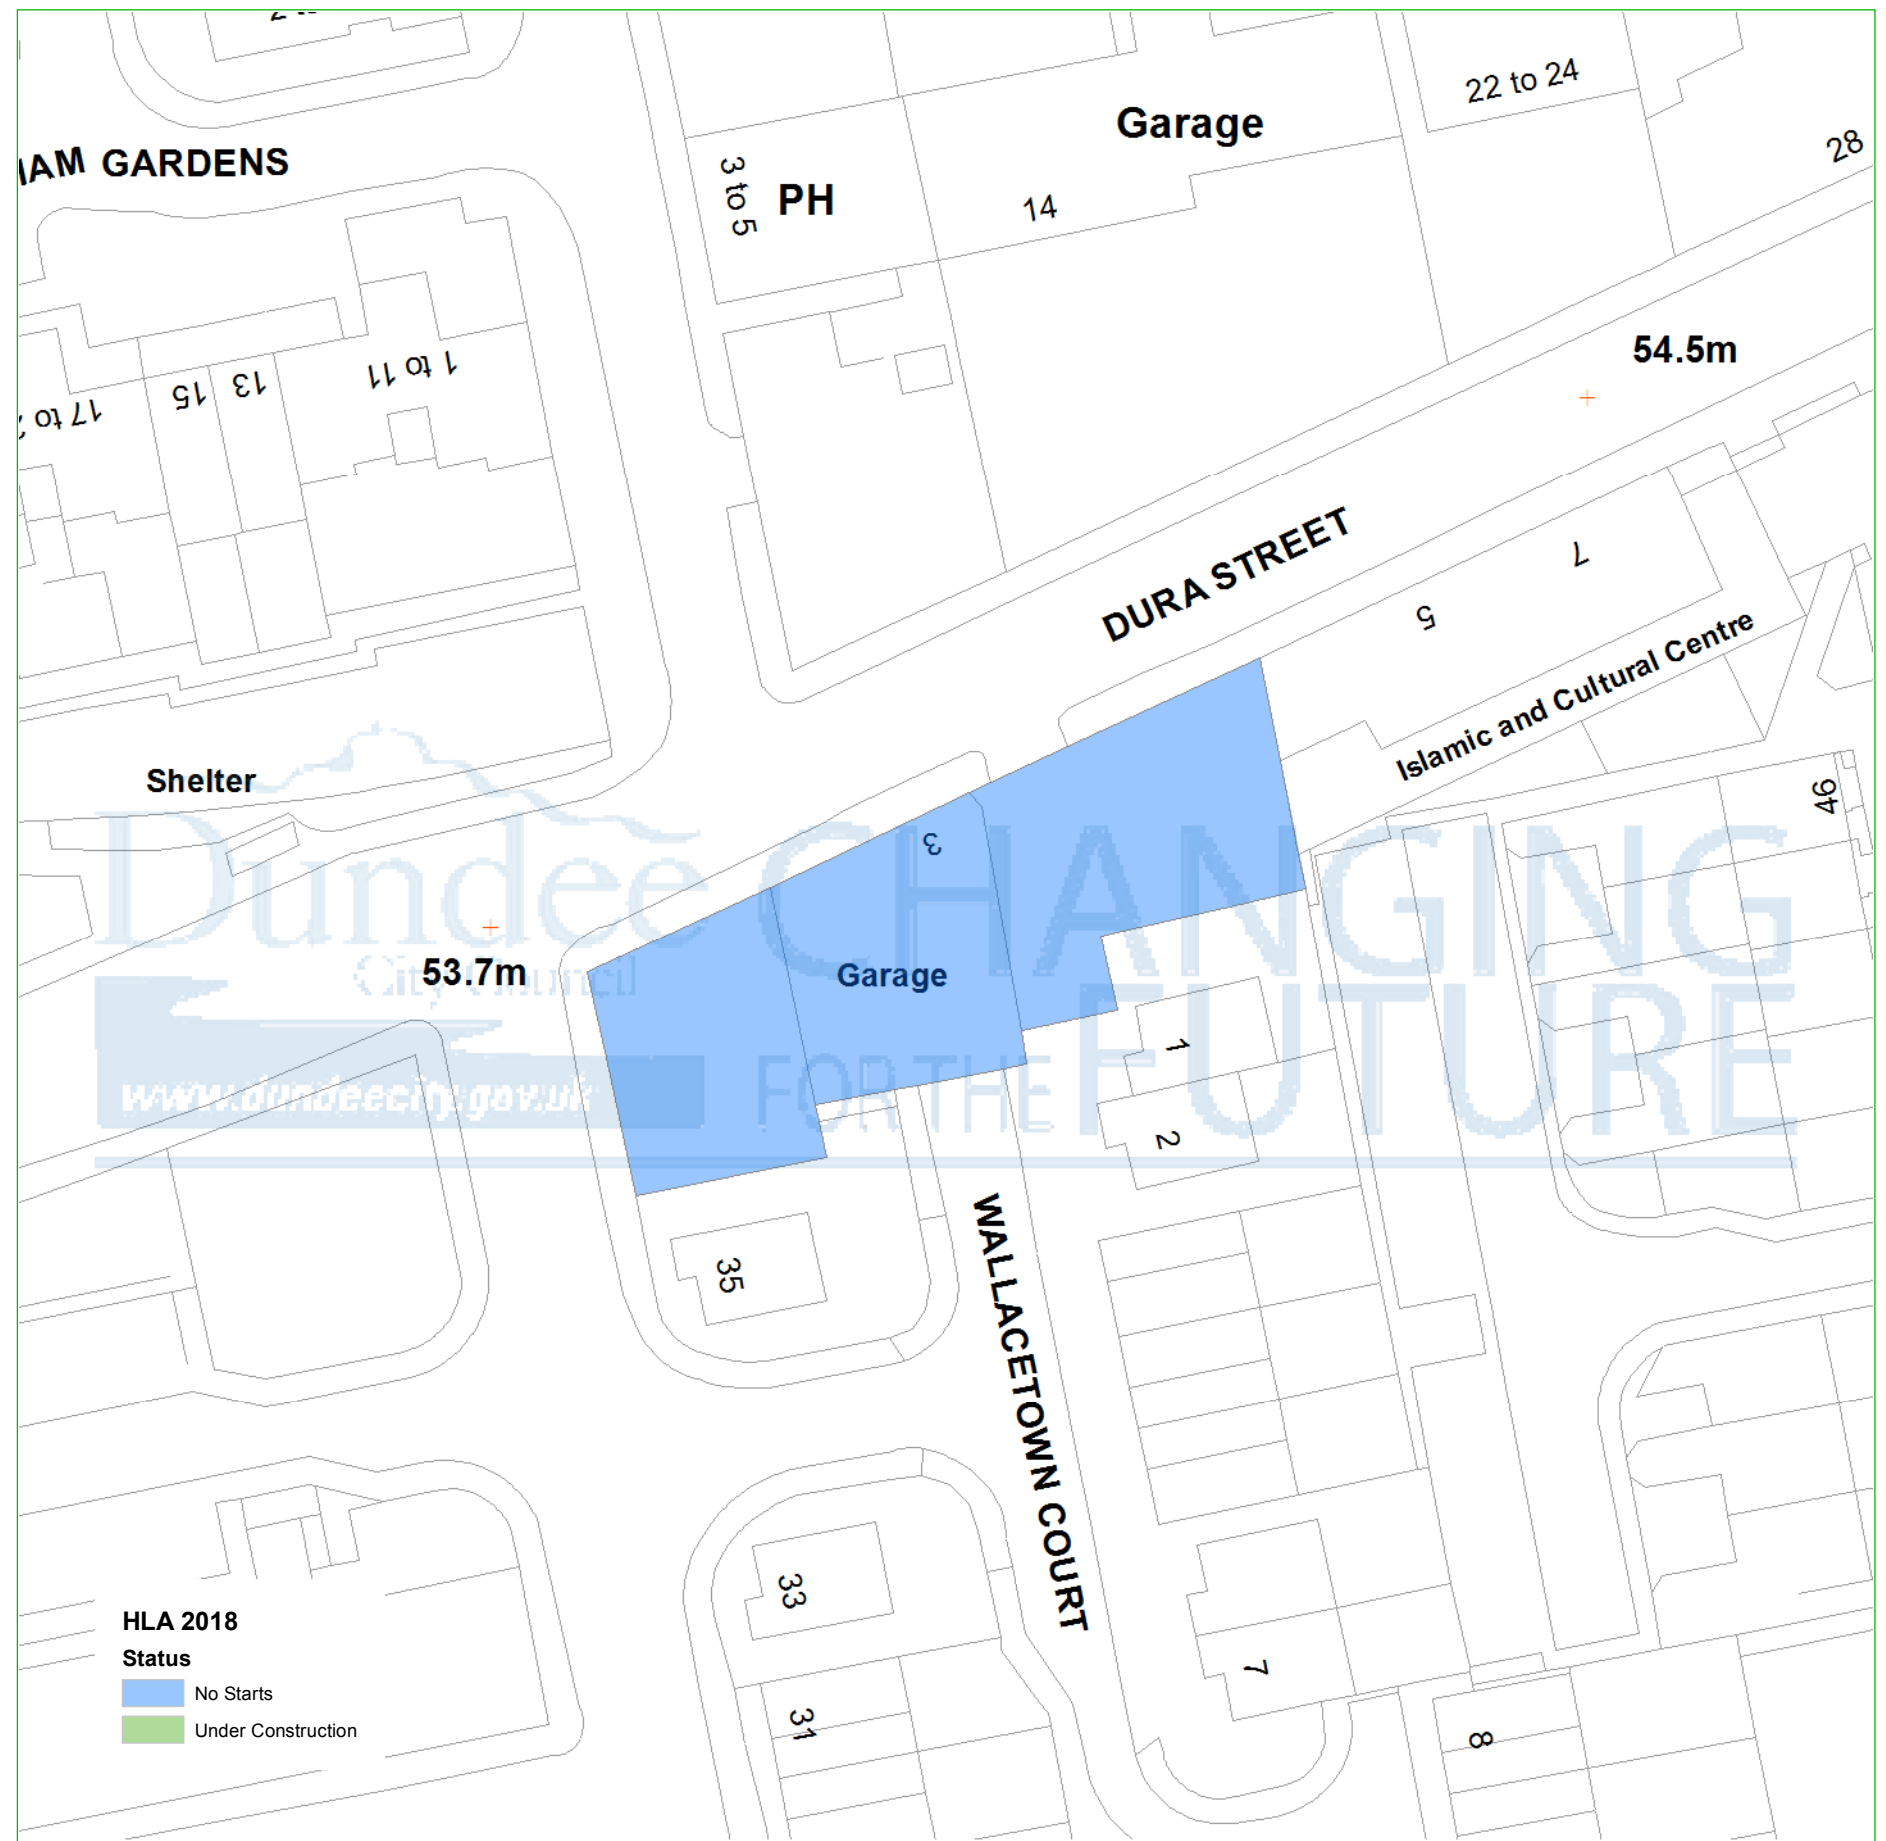 22 to 24
Garage
28
GARDENS
3 to 5
PH
14
54.5m
1 to 11
13
15
17 to
DURA STREET
7
5
Islamic and Cultural Centre
Shelter
46
3
Dundee
CHANGING
City Council
53.7m
Garage
FOR THE
FUTURE
www.dundeecity.gov.uk
1
2
35
WALLACETOWN COURT
33
7
31
8
HLA 2018
Status
No Starts
Under Construction